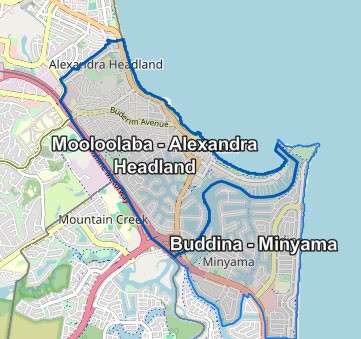 Alexandra Headland
Buderim Avenue
Mooloolaba - Alexandra
Headland
Mountain Creek
Buddina - Minyama
Minyama